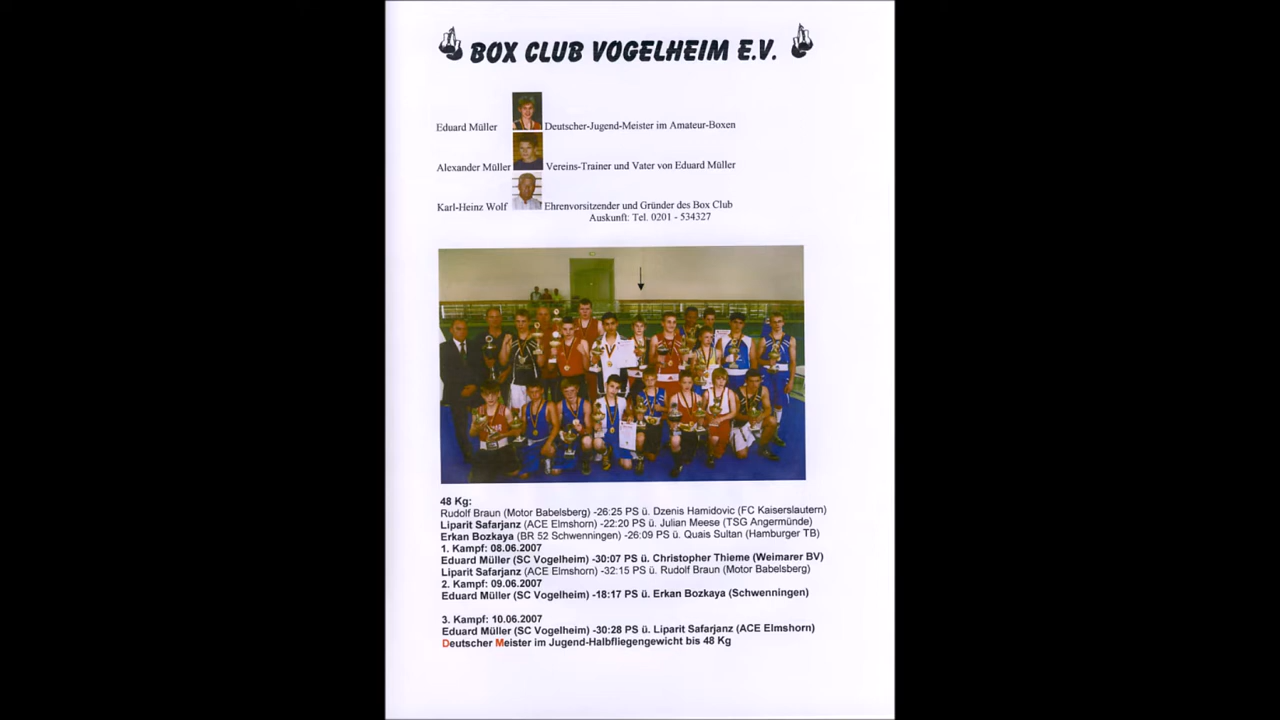 BOX CLUB VOGELHEIM E.V.
Eduard Müller Deutscher-Jugend-Meister im Amateur-Boxen
Alexander Müller Vereins-Trainer und Vater von Eduard Müller
Karl-Heinz Wolf Ehrenvorsitzender und Gründer des Box Club
Auskunft: Tel. 0201 - 534327
48 Kg:
Rudolf Braun (Motor Babelsberg) -26:25 PS ü. Dzenis Hamidovic (FC Kaiserslautern)
Liparit Safarjanz (ACE Elmshorn) -22:20 PS ü. Julian Meese (TSG Angermünde)
Erkan Bozkaya (BR 52 Schwenningen) -26:09 PS ü. Quais Sultan (Hamburger TB)
1. Kampf: 08.06.2007
Eduard Müller (SC Vogelheim) -30:07 PS ü. Christopher Thieme (Weimarer BV)
Liparit Safarjanz (ACE Elmshorn) -32:15 PS ü. Rudolf Braun (Motor Babelsberg)
2. Kampf: 09.06.2007
Eduard Müller (SC Vogelheim) -18:17 PS ü. Erkan Bozkaya (Schwenningen)
3. Kampf: 10.06.2007
Eduard Müller (SC Vogelheim) -30:28 PS ü. Liparit Safarjanz (ACE Elmshorn)
Deutscher Meister im Jugend-Halbfliegengewicht bis 48 Kg